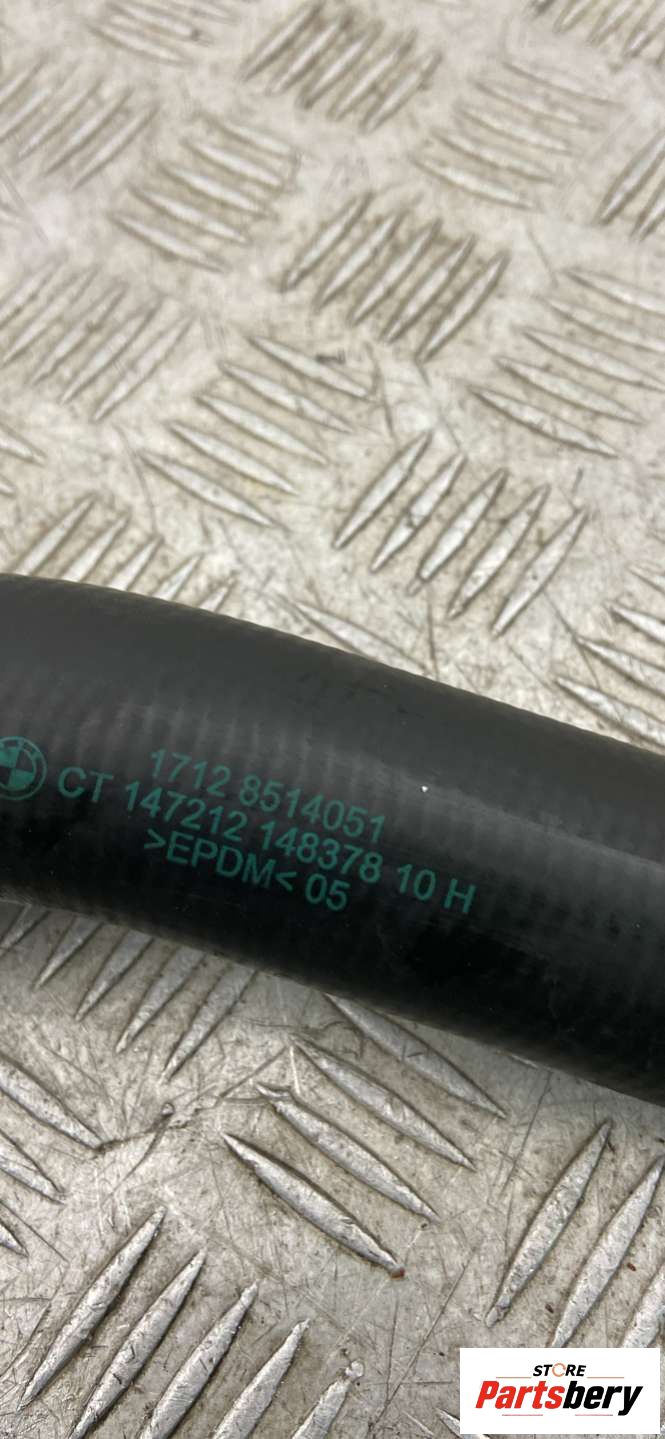 1712 8514051
CT 147212 148378 10 H
>EPDM< 05
STORE
Partsbery